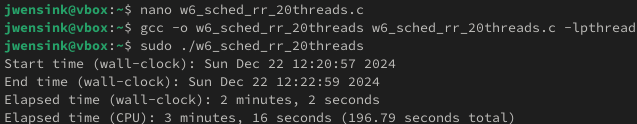 jwensink@vbox:~$ nano w6_sched_rr_20threads.c
jwensink@vbox:~$ gcc -o w6_sched_rr_20threads w6_sched_rr_20threads.c -lpthread
jwensink@vbox:~$ sudo ./w6_sched_rr_20threads
Start time (wall-clock): Sun Dec 22 12:20:57 2024
End time (wall-clock): Sun Dec 22 12:22:59 2024
Elapsed time (wall-clock): 2 minutes, 2 seconds
Elapsed time (CPU): 3 minutes, 16 seconds (196.79 seconds total)